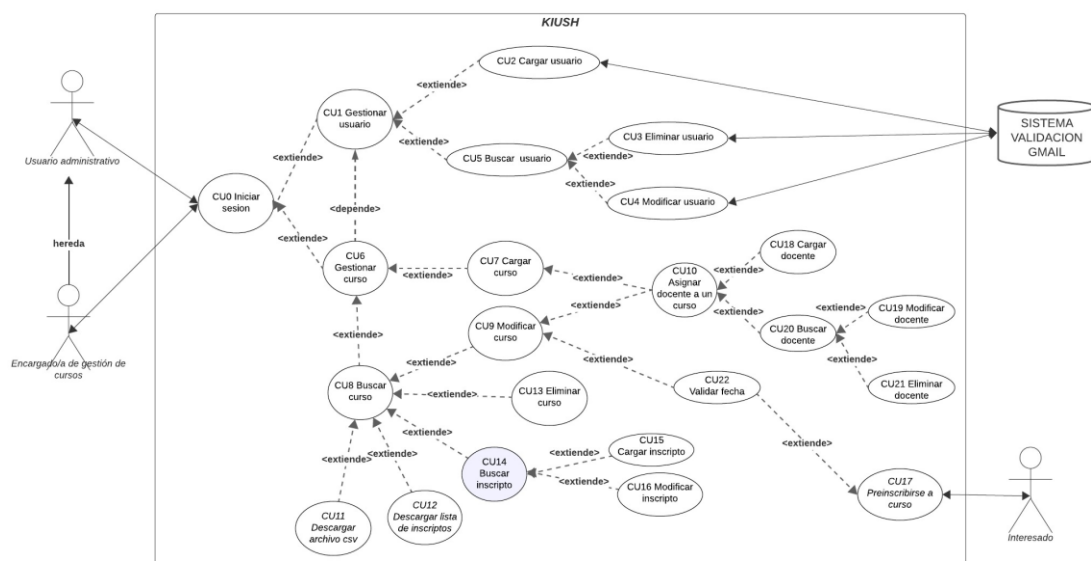 KIUSH
CU2 Cargar usuario
<extiende>
CU1 Gestionar
usuario
<extiende>
CU3 Eliminar usuario
<extiende>
CU5 Buscar usuario
<extiende>
CU4 Modificar usuario
SISTEMA
VALIDACION
GMAIL
Usuario administrativo
<extiende>
CU0 Iniciar
sesion
<depende>
hereda
<extiende>
CU6
Gestionar
curso
<extiende>
CU7 Cargar
curso
<extiende>
CU10
Asignar
docente a un
curso
CU18 Cargar
docente
<extiende>
<extiende>
CU20 Buscar
docente
<extiende>
CU19 Modificar
docente
<extiende>
CU21 Eliminar
docente
Encargado/a de gestión de
cursos
<extiende>
CU9 Modificar
curso
<extiende>
<extiende>
CU8 Buscar
curso
<extiende>
CU13 Eliminar
curso
<extiende>
CU22
Validar fecha
<extiende>
<extiende>
CU14
Buscar
inscripto
<extiende>
CU15
Cargar inscripto
<extiende>
CU16 Modificar
inscripto
<extiende>
CU11
Descargar
archivo csv
<extiende>
CU12
Descargar lista
de inscriptos
CU17
Preinscribirse a
curso
Interesado